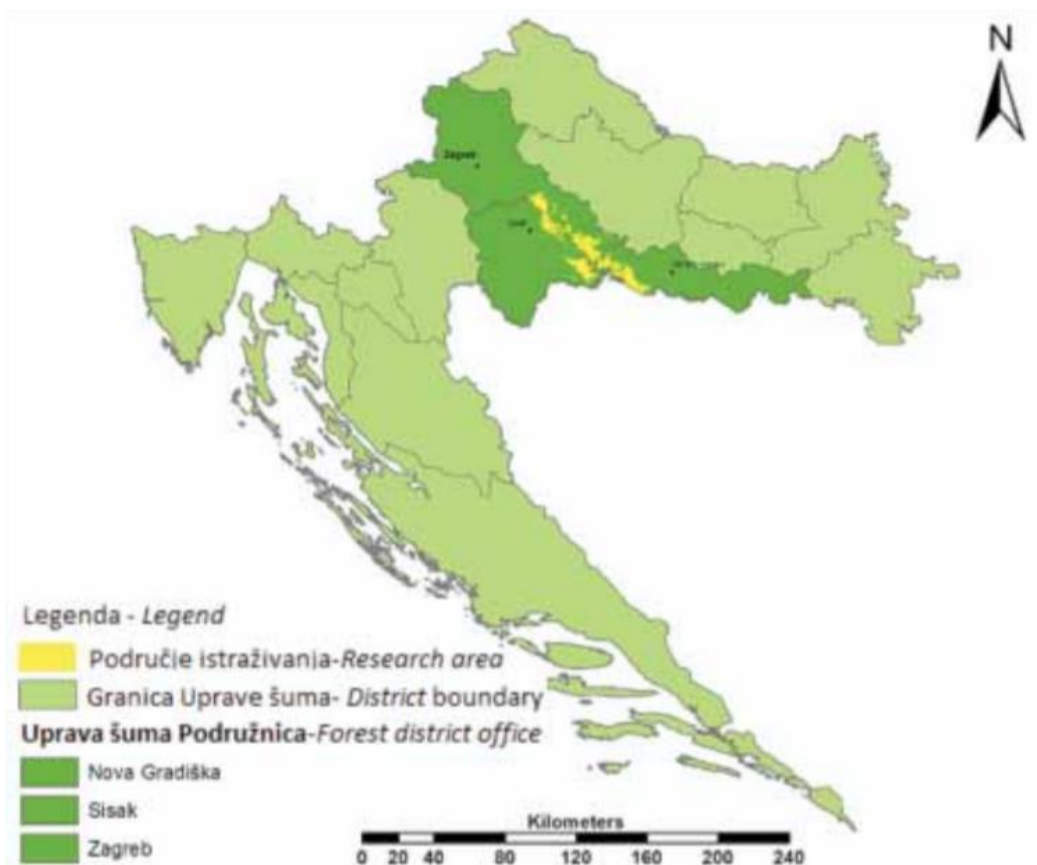 N
Zagreb
Legenda - Legend
Područje istraživanja-Research area
Granica Uprave šuma- District boundary
Uprava šuma Podružnica-Forest district office
Nova Gradiška
Sisak
Zagreb
Kilometers
0 20 40 80 120 160 200 240